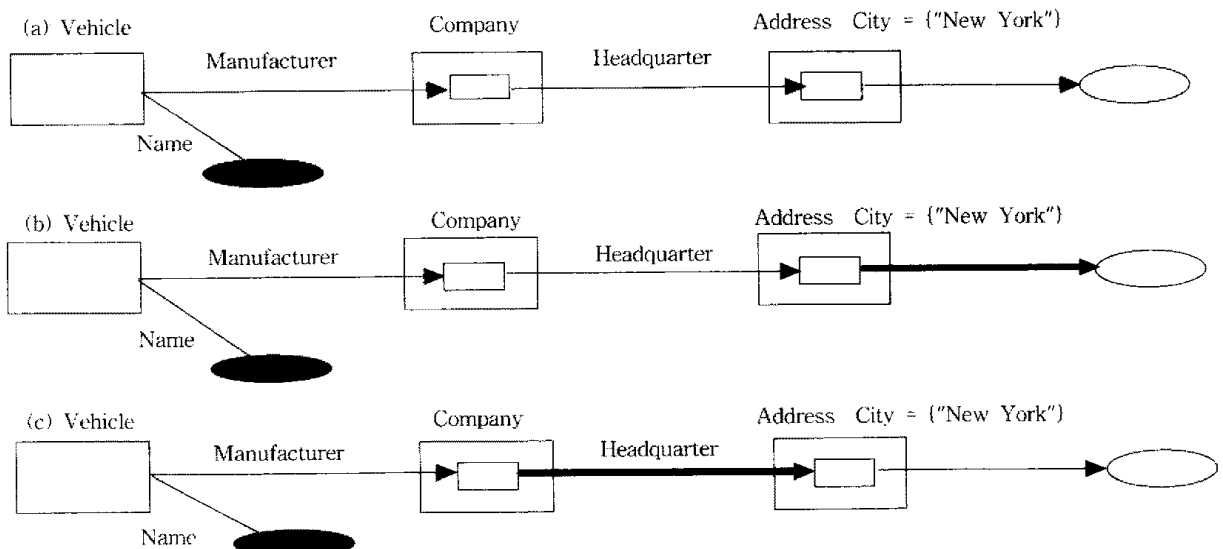 (a) Vehicle
Company
Address City = {"New York"}
Manufacturer
Headquarter
Name
(b) Vehicle
Company
Address City = {"New York"}
Manufacturer
Headquarter
Name
(c) Vehicle
Company
Address City = {"New York"}
Manufacturer
Headquarter
Name